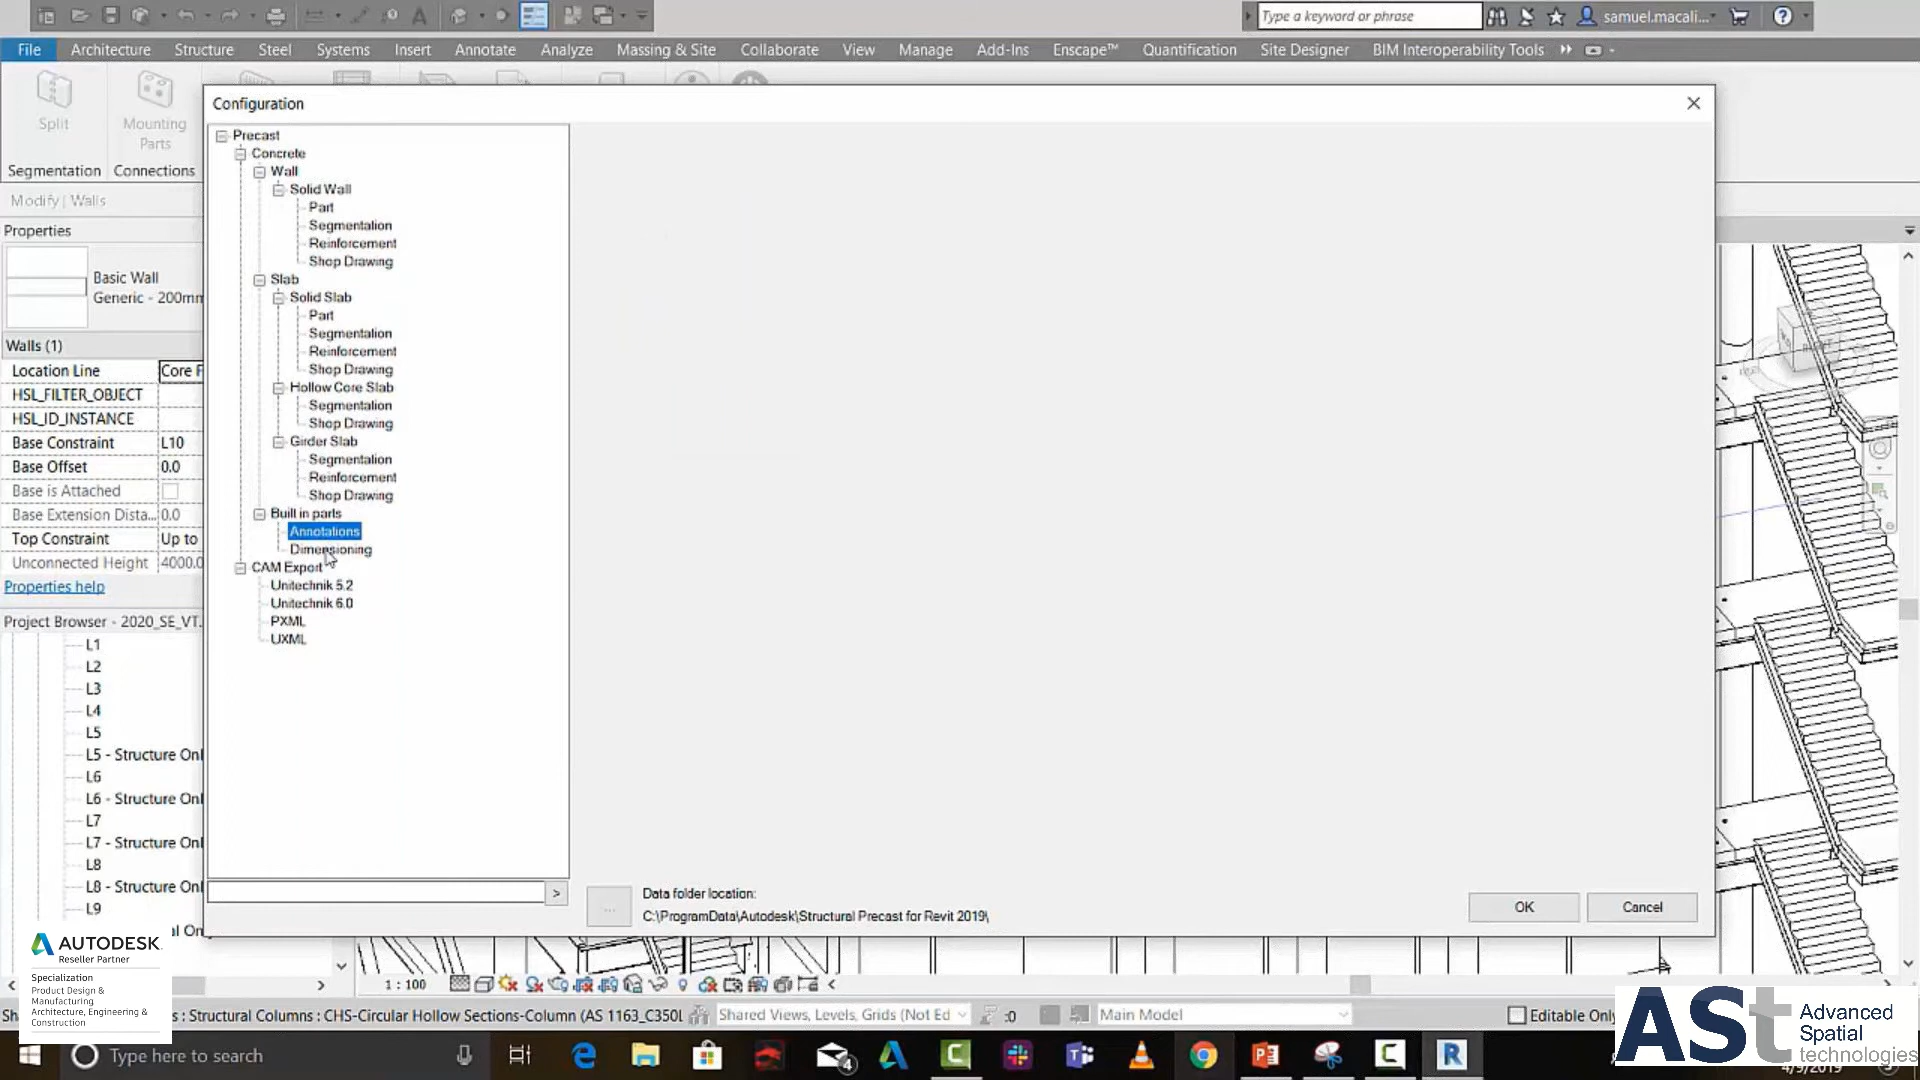 Type a keyword or phrase
samuel.macali...
File Architecture Structure Steel Systems Insert Annotate Analyze Massing & Site Collaborate View Manage Add-Ins Enscape™ Quantification Site Designer BIM Interoperability Tools
Split
Mounting
Parts
Segmentation Connections
Modify | Walls
Properties
Basic Wall
Generic - 200mm
Walls (1)
Location Line Core F
HSL_FILTER_OBJECT
HSL_ID_INSTANCE
Base Constraint L10
Base Offset 0.0
Base is Attached
Base Extension Dista... 0.0
Top Constraint Up to
Unconnected Height 4000.0
Properties help
Project Browser - 2020_SE_VT.
L1
L2
L3
L4
L5
L5 - Structure Onl
L6
L6 - Structure Onl
L7
L7 - Structure Onl
L8
L8 - Structure Onl
L9
al On
Configuration
Precast
Concrete
Wall
Solid Wall
Part
Segmentation
Reinforcement
Shop Drawing
Slab
Solid Slab
Part
Segmentation
Reinforcement
Shop Drawing
Hollow Core Slab
Segmentation
Shop Drawing
Girder Slab
Segmentation
Reinforcement
Shop Drawing
Built in parts
Annotations
Dimensioning
CAM Export
Unitechnik 5.2
Unitechnik 6.0
PXML
UXML
>
...
Data folder location:
C:\ProgramData\Autodesk\Structural Precast for Revit 2019\
OK Cancel
AUTODESK.
Reseller Partner
Specialization
Product Design &
Manufacturing
Architecture, Engineering &
Construction
1 : 100
s : Structural Columns : CHS-Circular Hollow Sections-Column (AS 1163_C350L
Shared Views, Levels, Grids (Not Ed
:0
Main Model
Editable Only
ASt Advanced
Spatial
technologies
Type here to search
4
4/9/2019